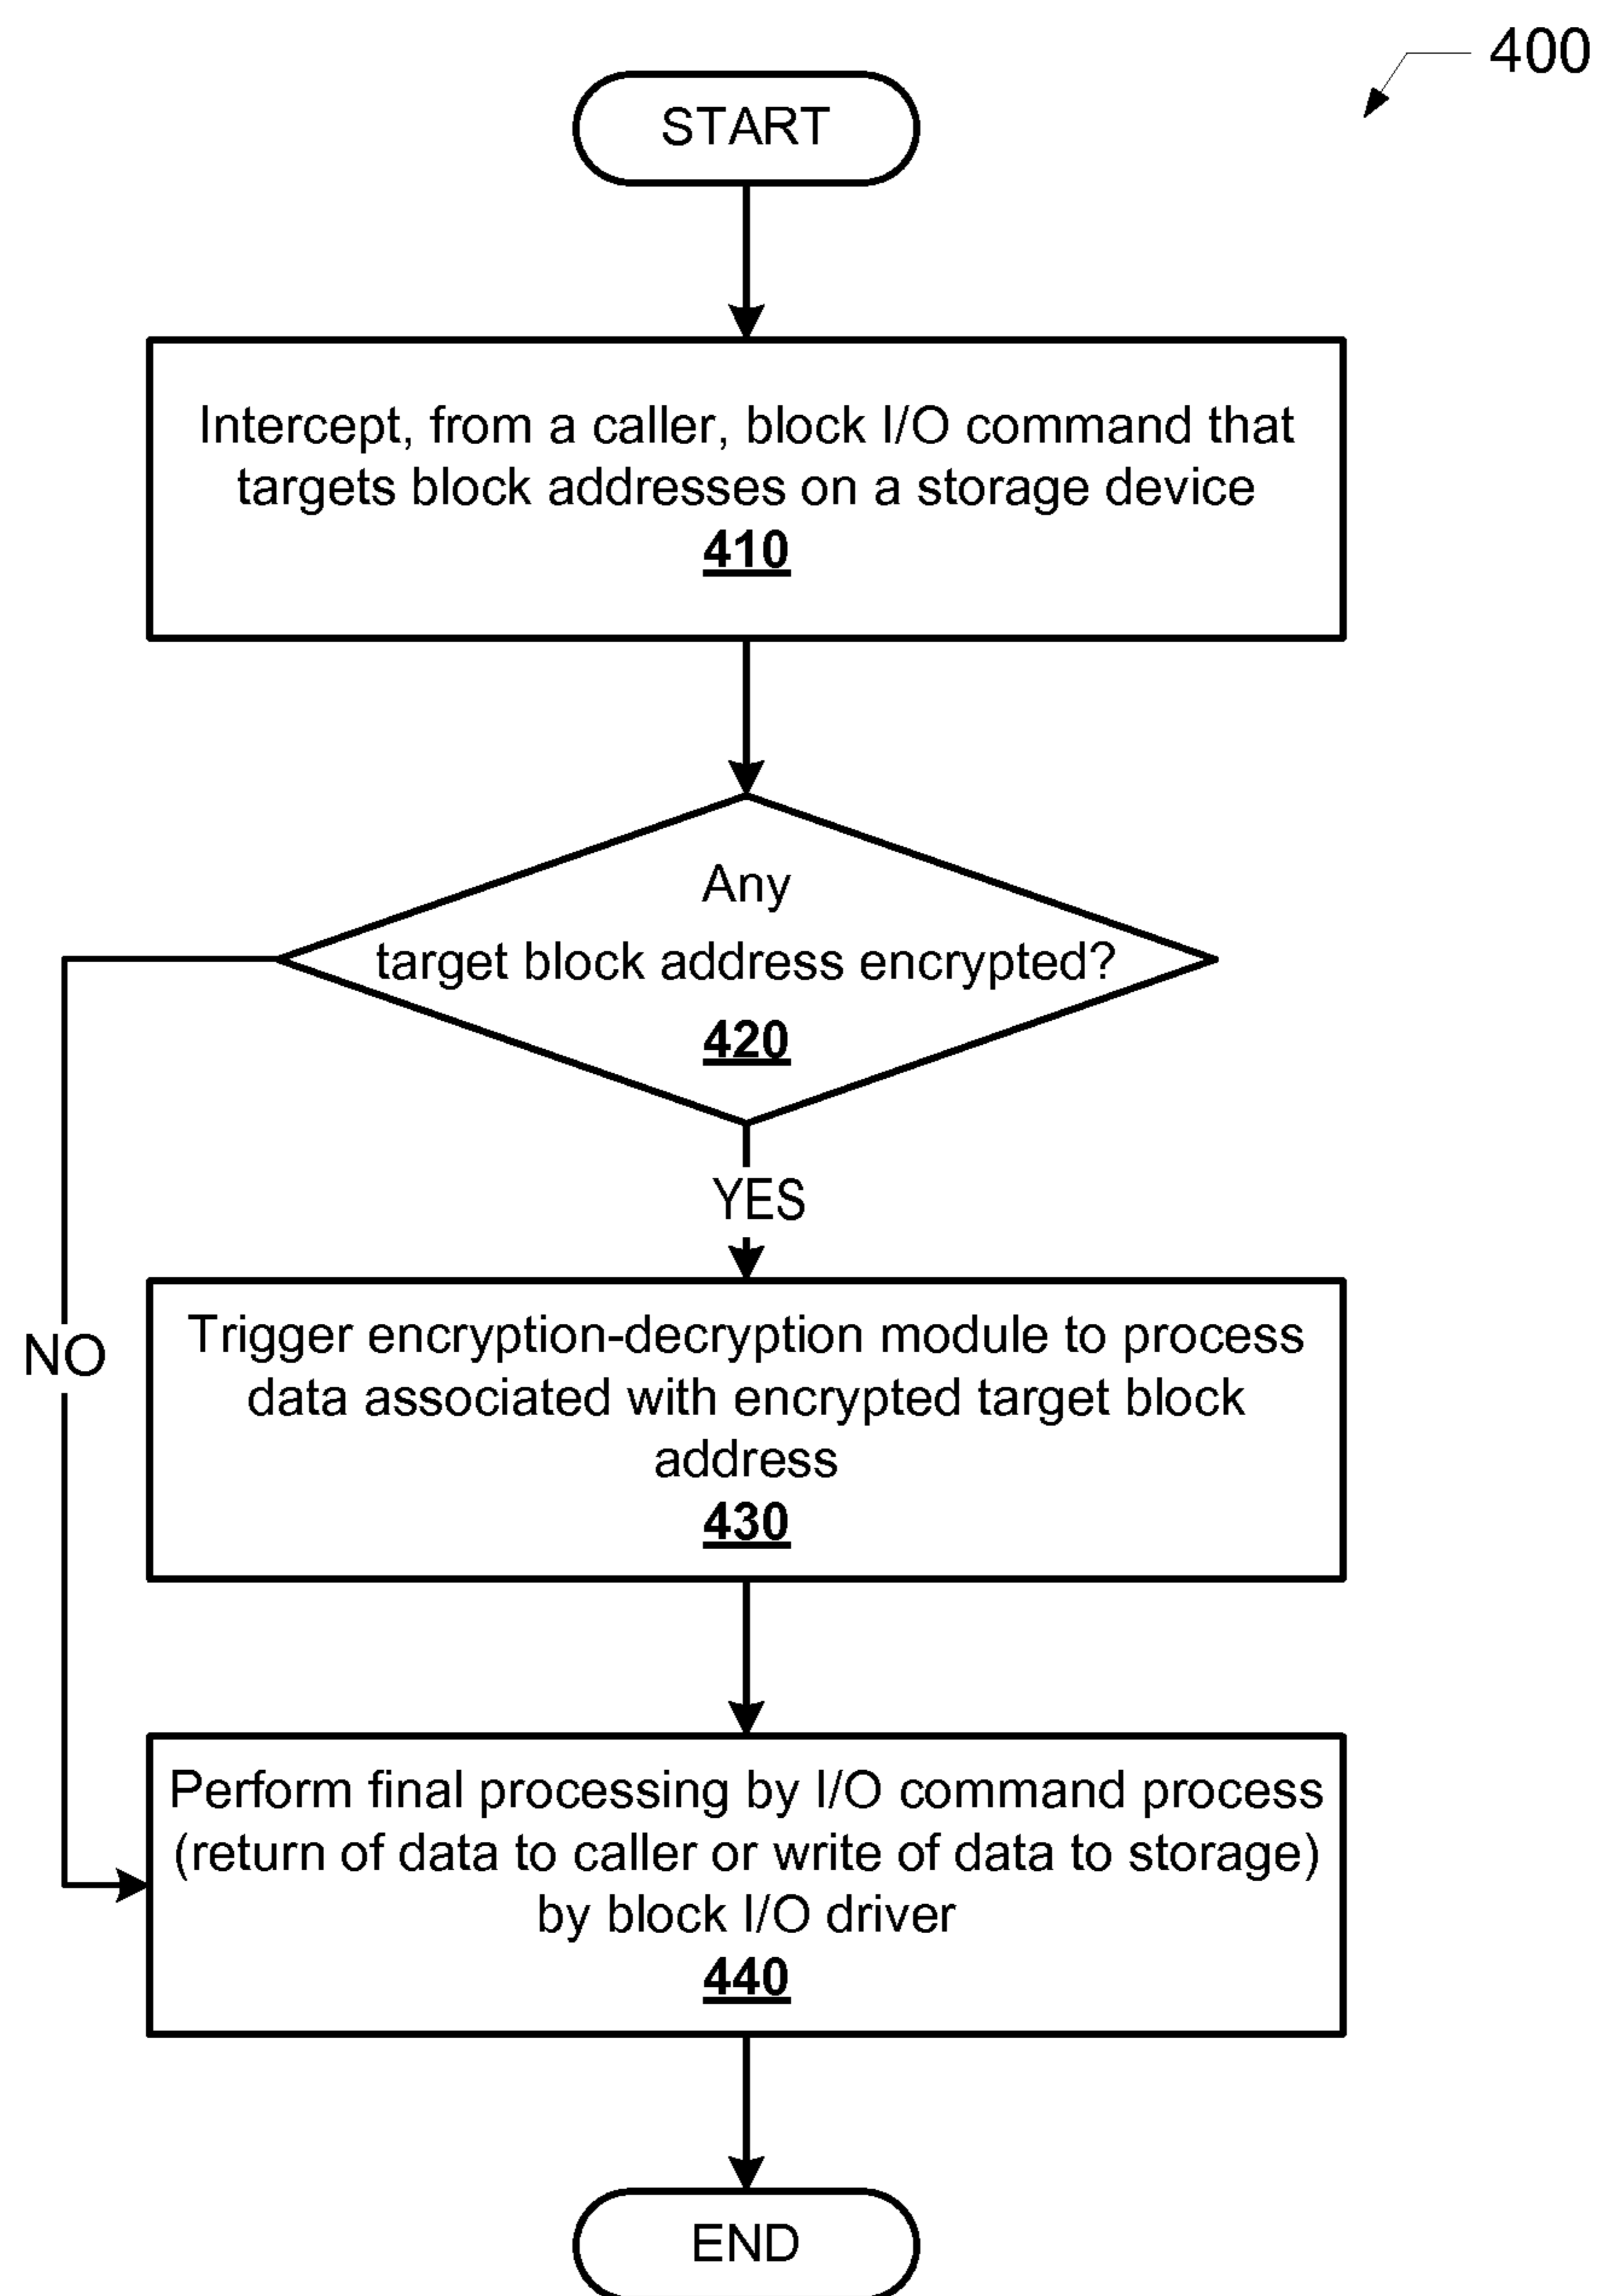 400
START
Intercept, from a caller, block I/O command that
targets block addresses on a storage device
410
Any
target block address encrypted?
420
YES
NO
Trigger encryption-decryption module to process
data associated with encrypted target block
address
430
Perform final processing by I/O command process
(return of data to caller or write of data to storage)
by block I/O driver
440
END